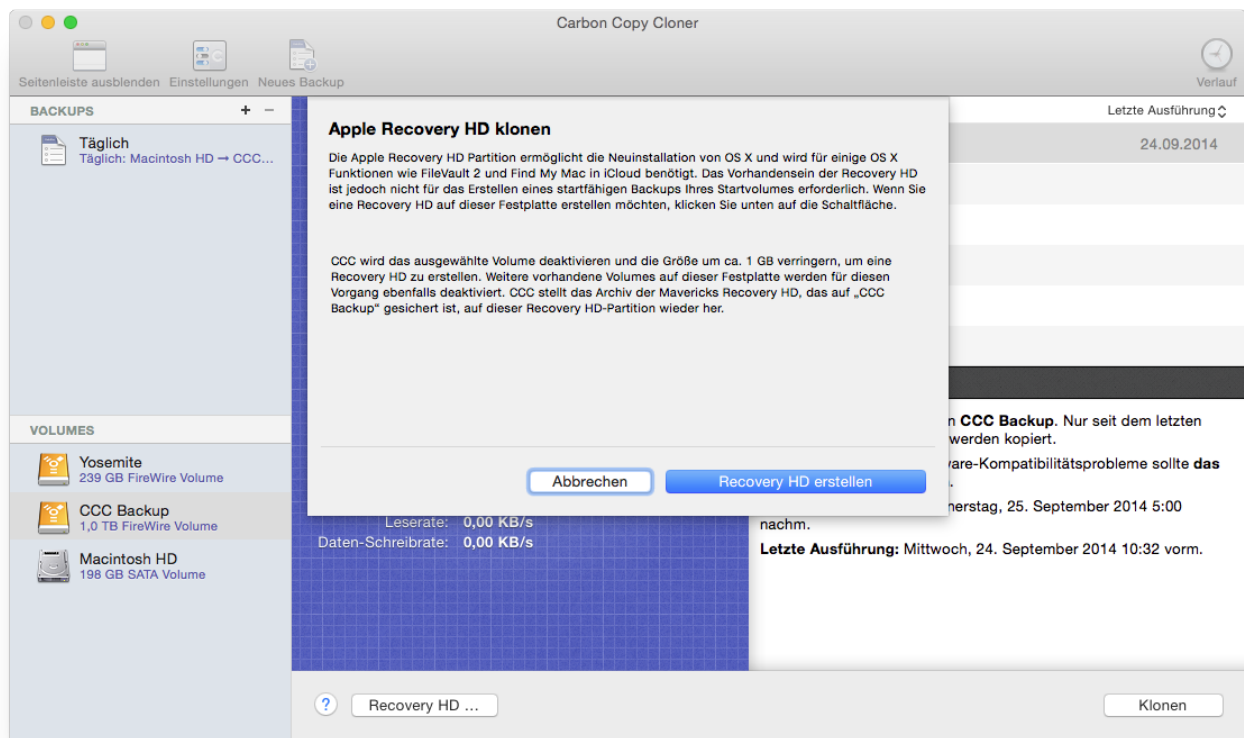 Carbon Copy Cloner
Seitenleiste ausblenden Einstellungen Neues Backup
Verlauf
BACKUPS + −
Täglich
Täglich: Macintosh HD → CCC...
Letzte Ausführung
24.09.2014
Apple Recovery HD klonen
Die Apple Recovery HD Partition ermöglicht die Neuinstallation von OS X und wird für einige OS X
Funktionen wie FileVault 2 und Find My Mac in iCloud benötigt. Das Vorhandensein der Recovery HD
ist jedoch nicht für das Erstellen eines startfähigen Backups Ihres Startvolumes erforderlich. Wenn Sie
eine Recovery HD auf dieser Festplatte erstellen möchten, klicken Sie unten auf die Schaltfläche.
CCC wird das ausgewählte Volume deaktivieren und die Größe um ca. 1 GB verringern, um eine
Recovery HD zu erstellen. Weitere vorhandene Volumes auf dieser Festplatte werden für diesen
Vorgang ebenfalls deaktiviert. CCC stellt das Archiv der Mavericks Recovery HD, das auf „CCC
Backup“ gesichert ist, auf dieser Recovery HD-Partition wieder her.
Abbrechen
Recovery HD erstellen
VOLUMES
Yosemite
239 GB FireWire Volume
CCC Backup
1,0 TB FireWire Volume
Macintosh HD
198 GB SATA Volume
Leserate: 0,00 KB/s
Daten-Schreibrate: 0,00 KB/s
n CCC Backup. Nur seit dem letzten
werden kopiert.
are-Kompatibilitätsprobleme sollte das
nerstag, 25. September 2014 5:00
nachm.
Letzte Ausführung: Mittwoch, 24. September 2014 10:32 vorm.
? Recovery HD ...
Klonen